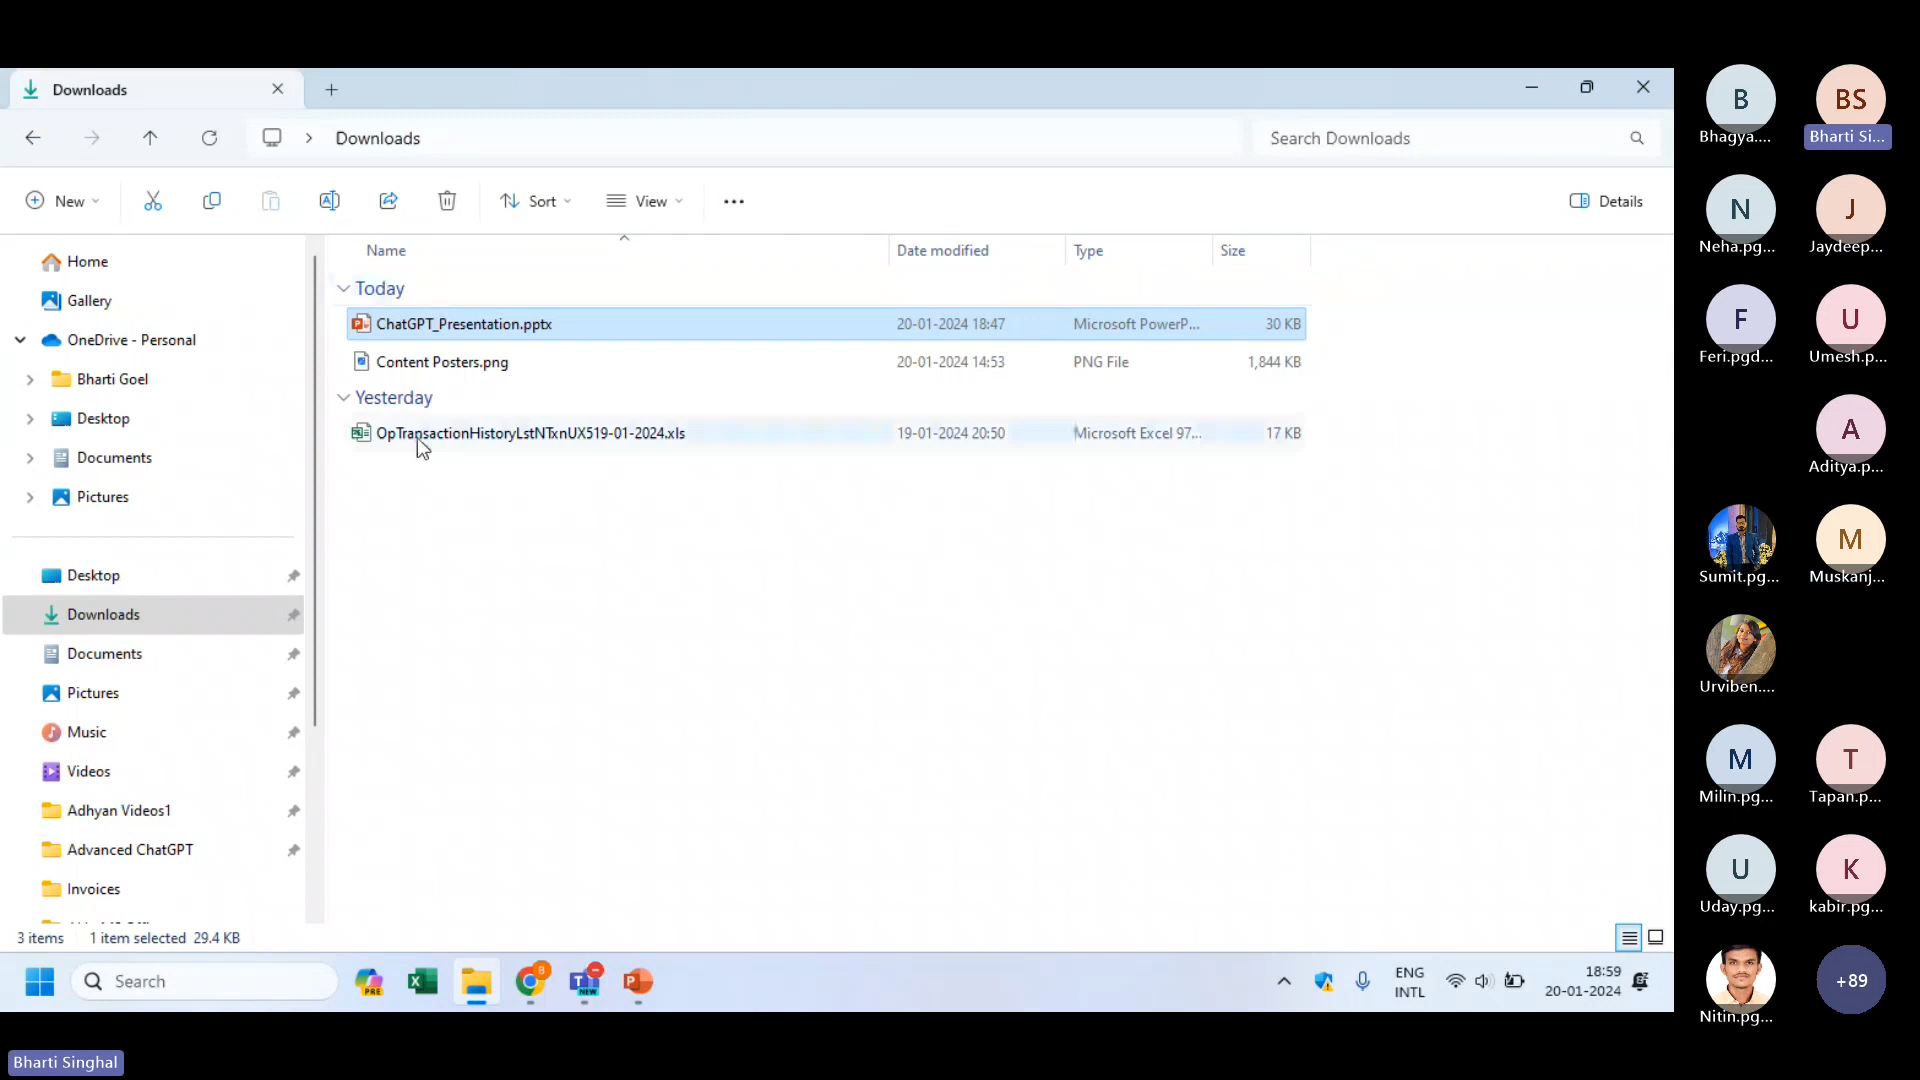 Downloads
Downloads
Search Downloads
New
Sort
View
Details
Name
Date modified
Type
Size
Home
Gallery
OneDrive - Personal
Bharti Goel
Desktop
Documents
Pictures
Desktop
Downloads
Documents
Pictures
Music
Videos
Adhyan Videos1
Advanced ChatGPT
Invoices
Today
ChatGPT_Presentation.pptx 20-01-2024 18:47 Microsoft PowerP... 30 KB
Content Posters.png 20-01-2024 14:53 PNG File 1,844 KB
Yesterday
OpTransactionHistoryLstNTxnUX519-01-2024.xls 19-01-2024 20:50 Microsoft Excel 97... 17 KB
3 items 1 item selected 29.4 KB
Search
PRE
B
NEW
ENG
INTL
18:59
20-01-2024
B
Bhagya....
BS
Bharti Si...
N
Neha.pg...
J
Jaydeep...
F
Feri.pgd...
U
Umesh.p...
A
Aditya.p...
Sumit.pg...
M
Muskanj...
Urviben....
M
Milin.pg...
T
Tapan.p...
U
Uday.pg...
K
kabir.pg...
Nitin.pg...
+89
Bharti Singhal